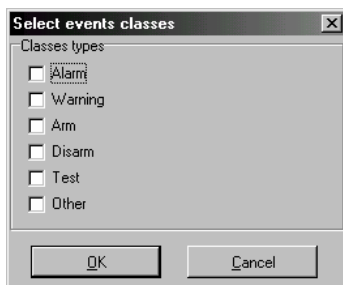 Select events classes
Classes types
Alarm
Warning
Arm
Disarm
Test
Other
OK
Cancel